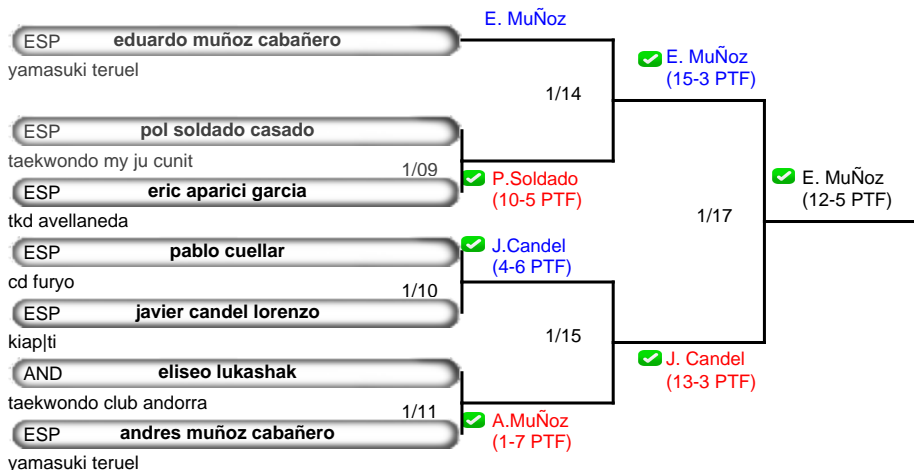 E. MuÑoz
ESP eduardo muñoz cabañero
yamasuki teruel
E. MuÑoz
(15-3 PTF)
1/14
ESP pol soldado casado
taekwondo my ju cunit
1/09
ESP eric aparici garcia
tkd avellaneda
P.Soldado
(10-5 PTF)
E. MuÑoz
(12-5 PTF)
1/17
ESP pablo cuellar
cd furyo
J.Candel
(4-6 PTF)
1/10
ESP javier candel lorenzo
kiap|ti
1/15
J. Candel
(13-3 PTF)
AND eliseo lukashak
taekwondo club andorra
1/11
ESP andres muñoz cabañero
yamasuki teruel
A.MuÑoz
(1-7 PTF)